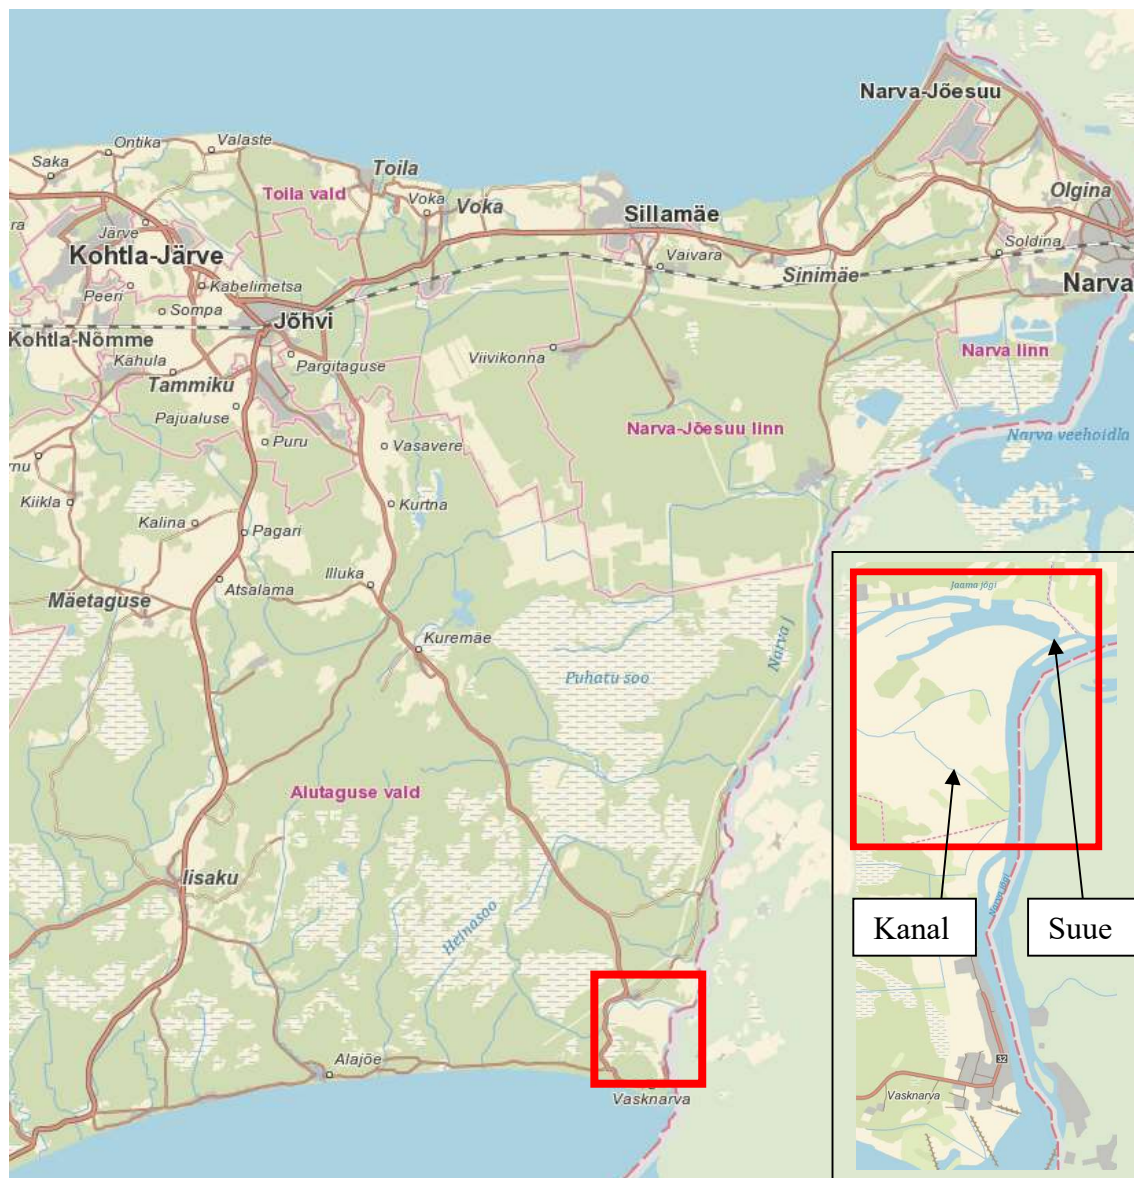 Narva-Jõesuu
Ontika
Valaste
Saka
Toila
Toila vald
Voka
Voka
Olgina
Sillamäe
ra
Järve
Soldina
Kohtla-Järve
Vaivara
Sinimäe
Peeri
Kabelimetsa
Narva
Sompa
Jõhvi
Kohtla-Nõmme
Viivikonna
Narva linn
Kahula
Pargitaguse
Tammiku
Pajualuse
Narva-Jõesuu linn
Narva veehoidla
Puru
Vasavere
rnu
Kiikla
Kurtna
Kalina
Pagari
Illuka
Atsalama
Jaama jõgi
Mäetaguse
Kuremäe
Narva j
Puhatu soo
Alutaguse vald
Iisaku
Narva jõgi
Heinasoo
Kanal
Suue
Alajõe
32
Vasknarva
Vasknarva